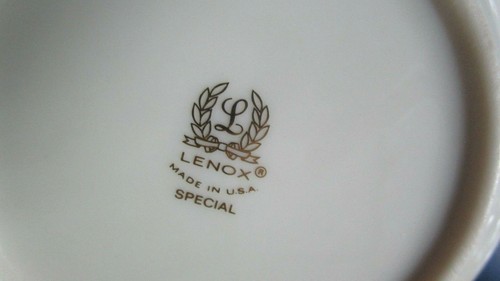 L
LENOX®
MADE IN U.S.A.
SPECIAL